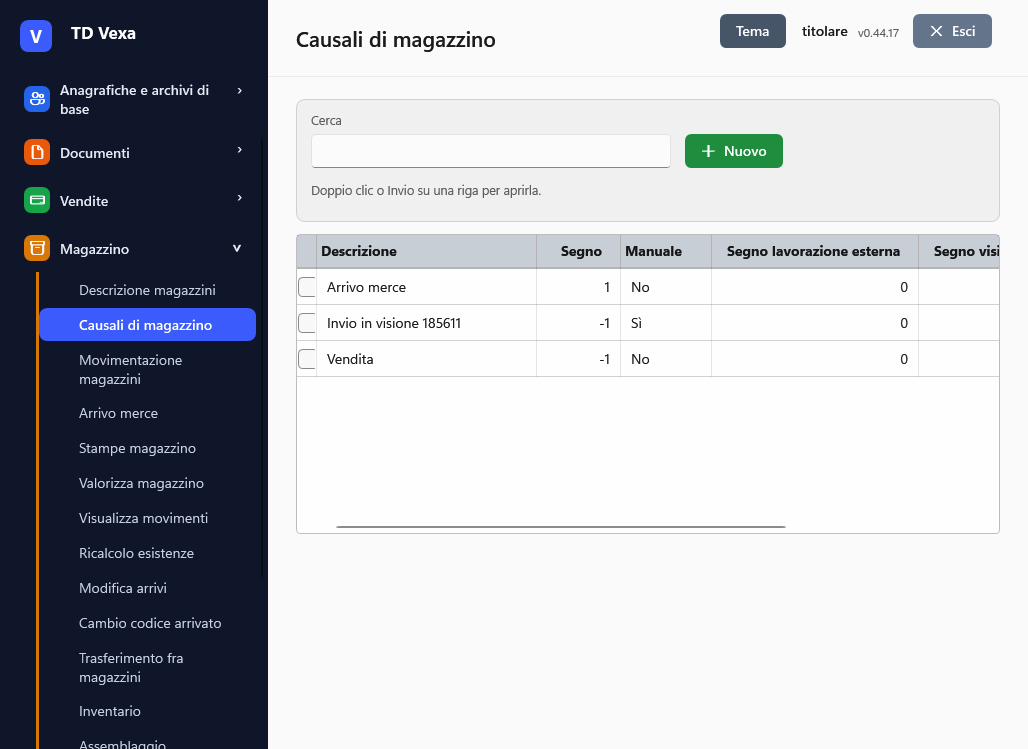 V
TD Vexa
Anagrafiche e archivi di
base
Documenti
Vendite
Magazzino
Descrizione magazzini
Causali di magazzino
Movimentazione
magazzini
Arrivo merce
Stampe magazzino
Valorizza magazzino
Visualizza movimenti
Ricalcolo esistenze
Modifica arrivi
Cambio codice arrivato
Trasferimento fra
magazzini
Inventario
Assemblaggio
Causali di magazzino
Tema
titolare v0.44.17
Esci
Cerca
Nuovo
Doppio clic o Invio su una riga per aprirla.
Descrizione Segno Manuale Segno lavorazione esterna Segno visi
Arrivo merce 1 No 0
Invio in visione 185611 -1 Sì 0
Vendita -1 No 0